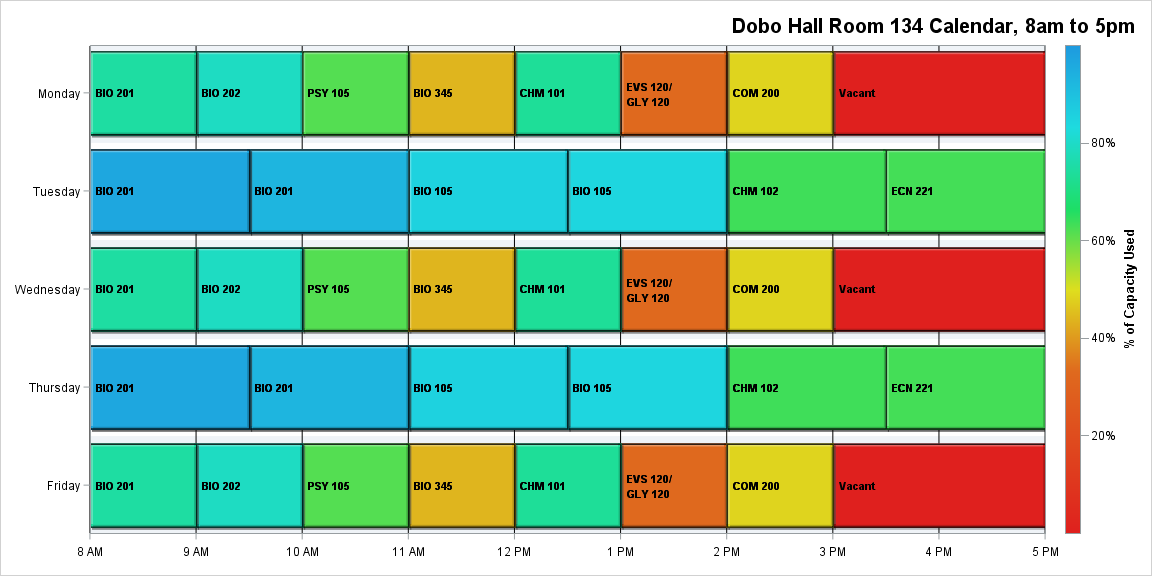 Dobo Hall Room 134 Calendar, 8am to 5pm
Monday
BIO 201
BIO 202
PSY 105
BIO 345
CHM 101
EVS 120/
GLY 120
COM 200
Vacant
Tuesday
BIO 201
BIO 201
BIO 105
BIO 105
CHM 102
ECN 221
Wednesday
BIO 201
BIO 202
PSY 105
BIO 345
CHM 101
EVS 120/
GLY 120
COM 200
Vacant
Thursday
BIO 201
BIO 201
BIO 105
BIO 105
CHM 102
ECN 221
Friday
BIO 201
BIO 202
PSY 105
BIO 345
CHM 101
EVS 120/
GLY 120
COM 200
Vacant
8 AM
9 AM
10 AM
11 AM
12 PM
1 PM
2 PM
3 PM
4 PM
5 PM
80%
60%
40%
20%
% of Capacity Used